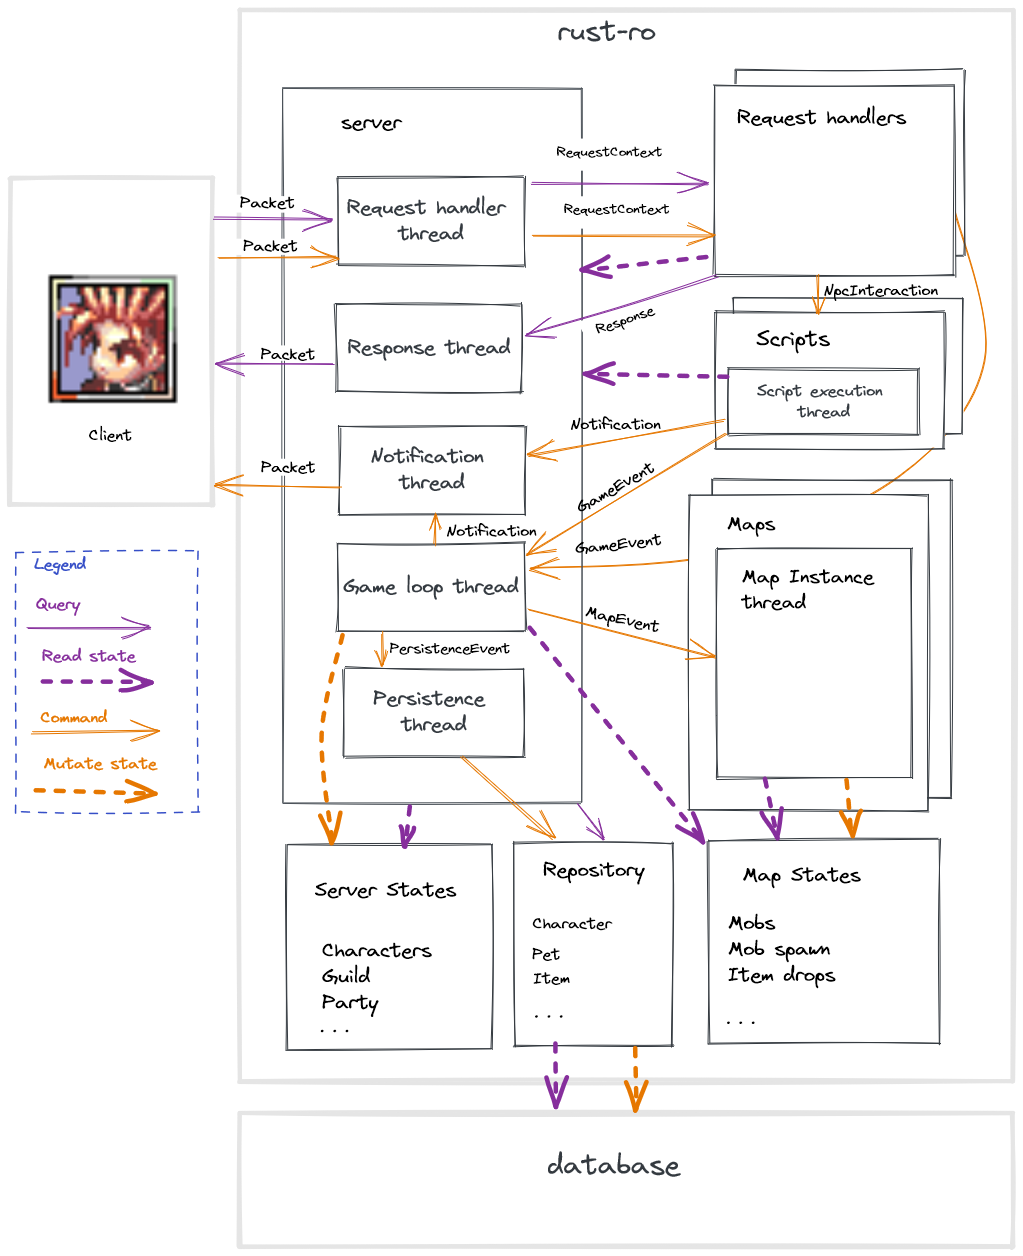 rust-ro
server
Request handlers
RequestContext
Packet
Request handler
thread
RequestContext
Packet
NpcInteraction
Response
Scripts
Response thread
Packet
Script execution
thread
Client
Notification
Notification
thread
Packet
GameEvent
Maps
Notification
GameEvent
Legend
Game loop thread
Map Instance
thread
Query
MapEvent
PersistenceEvent
Read state
Persistence
thread
Command
Mutate state
Server States
Characters
Guild
Party
...
Repository
Character
Pet
Item
...
Map States
Mobs
Mob spawn
Item drops
...
database